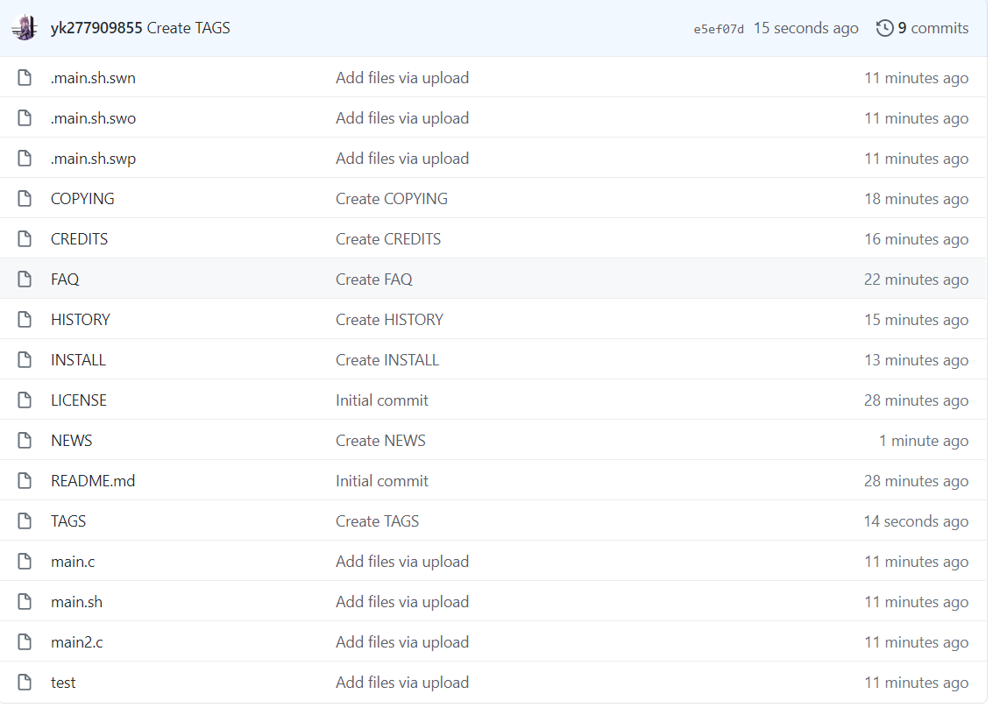 yk277909855 Create TAGS e5ef07d 15 seconds ago 9 commits
.main.sh.swn Add files via upload 11 minutes ago
.main.sh.swo Add files via upload 11 minutes ago
.main.sh.swp Add files via upload 11 minutes ago
COPYING Create COPYING 18 minutes ago
CREDITS Create CREDITS 16 minutes ago
FAQ Create FAQ 22 minutes ago
HISTORY Create HISTORY 15 minutes ago
INSTALL Create INSTALL 13 minutes ago
LICENSE Initial commit 28 minutes ago
NEWS Create NEWS 1 minute ago
README.md Initial commit 28 minutes ago
TAGS Create TAGS 14 seconds ago
main.c Add files via upload 11 minutes ago
main.sh Add files via upload 11 minutes ago
main2.c Add files via upload 11 minutes ago
test Add files via upload 11 minutes ago